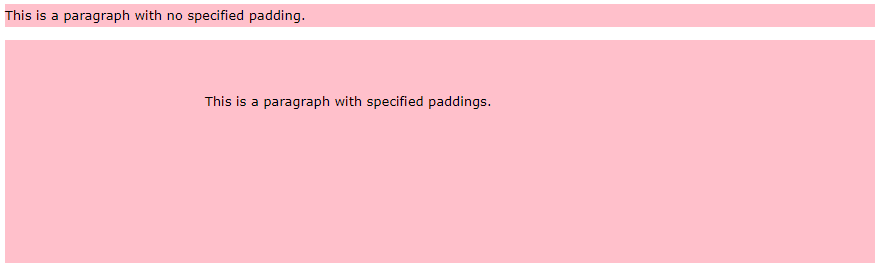 This is a paragraph with no specified padding.
This is a paragraph with specified paddings.